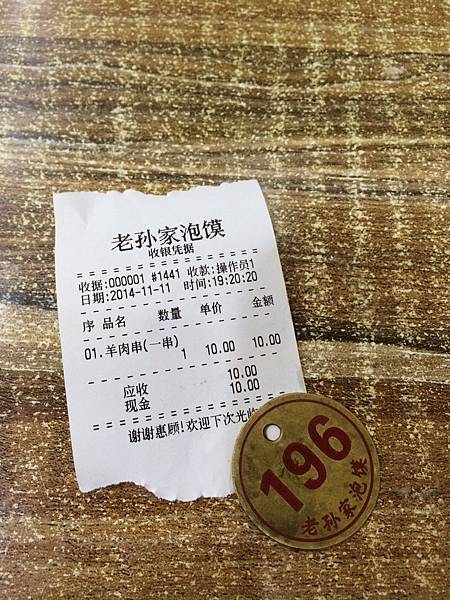 老孙家泡馍
收银凭据
收据:000001 #1441 收款:操作员1
日期:2014-11-11 时间:19:20:20
序 品名 数量 单价 金额
01.羊肉串(一串)
1 10.00 10.00
应收 10.00
现金 10.00
谢谢惠顾!欢迎下次光临
196
老孙家泡馍